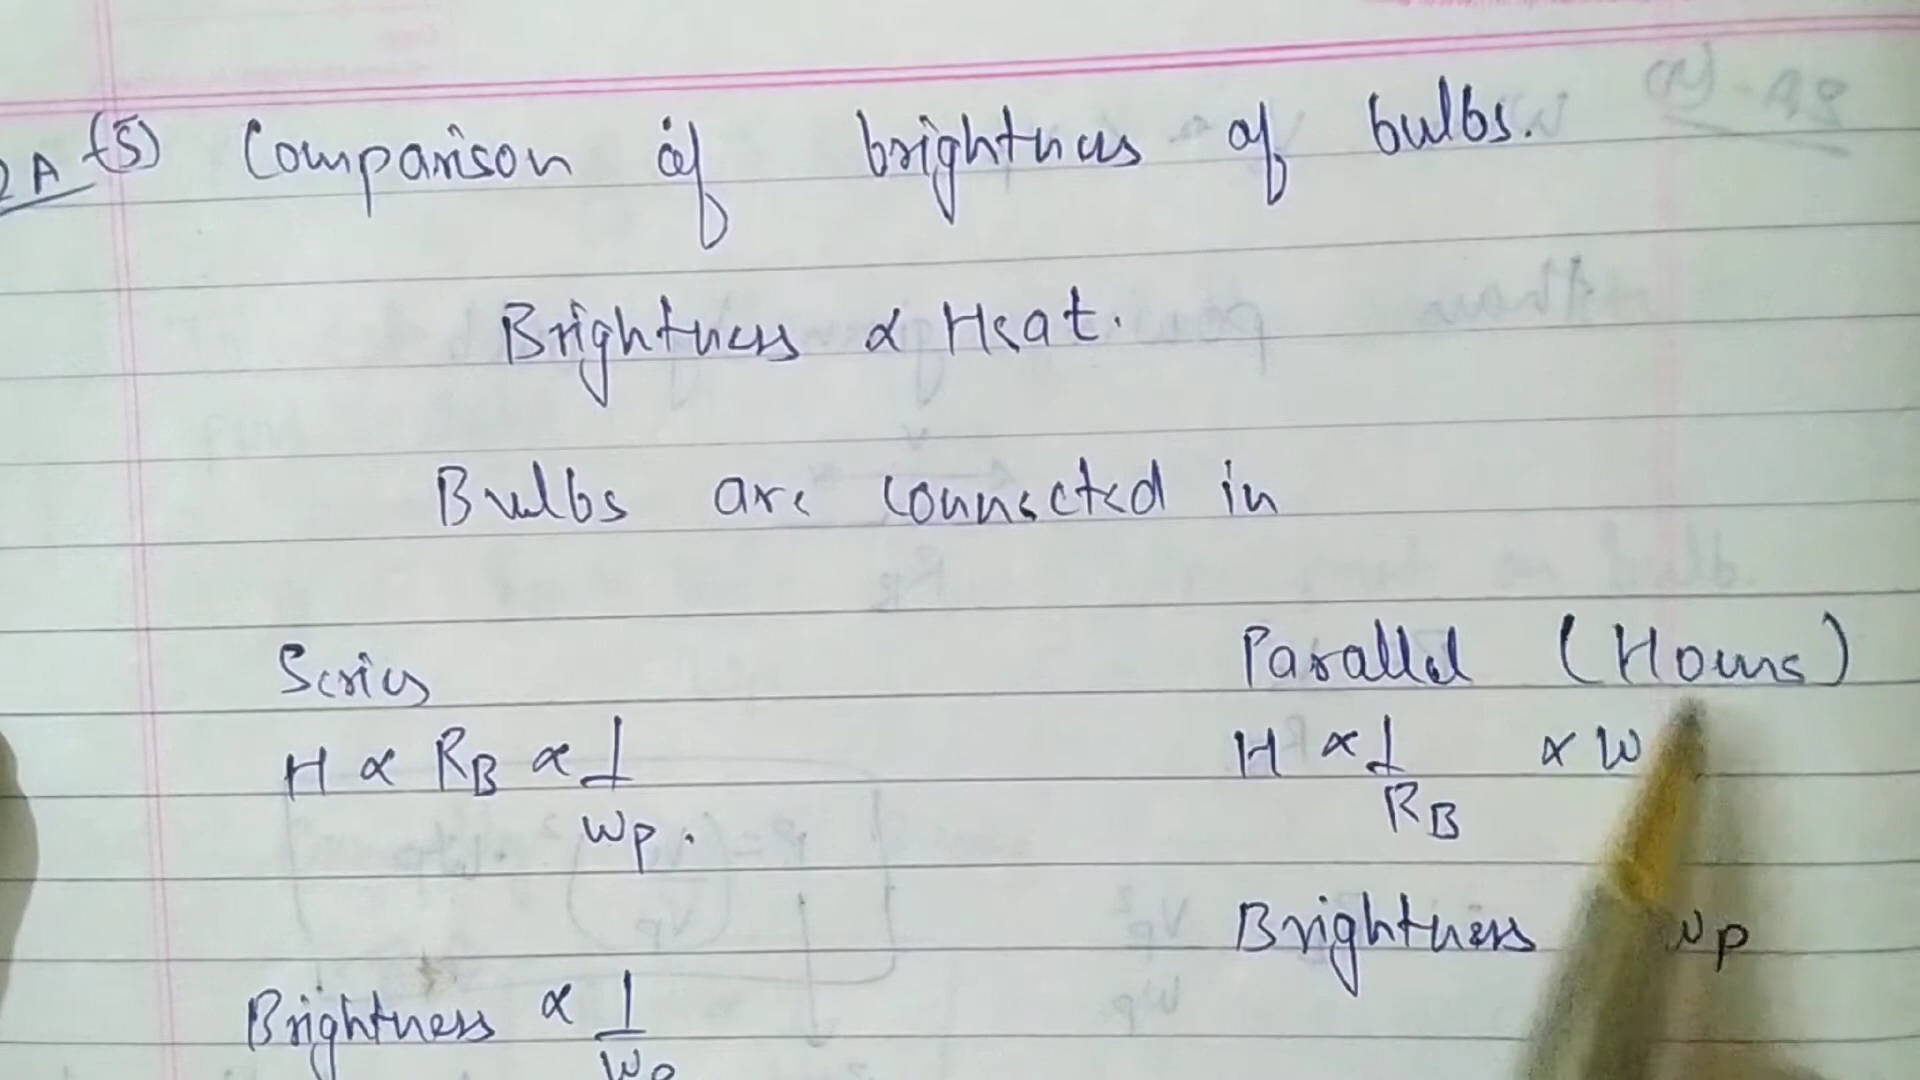 2A (5) Comparison of brightness of bulbs.
Brightness ∝ Heat.
Bulbs are connected in
Series
H ∝ R_B ∝ 1/W_P.
Brightness ∝ 1/W_P
Parallel (House)
H ∝ 1/R_B ∝ W
Brightness W_P